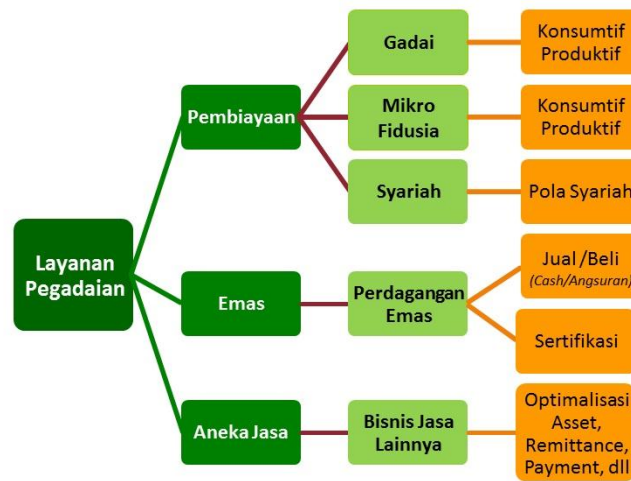 Layanan
Pegadaian
Pembiayaan
Gadai
Konsumtif
Produktif
Mikro
Fidusia
Konsumtif
Produktif
Syariah
Pola Syariah
Emas
Perdagangan
Emas
Jual /Beli
(Cash/Angsuran)
Sertifikasi
Aneka Jasa
Bisnis Jasa
Lainnya
Optimalisasi
Asset,
Remittance,
Payment, dll